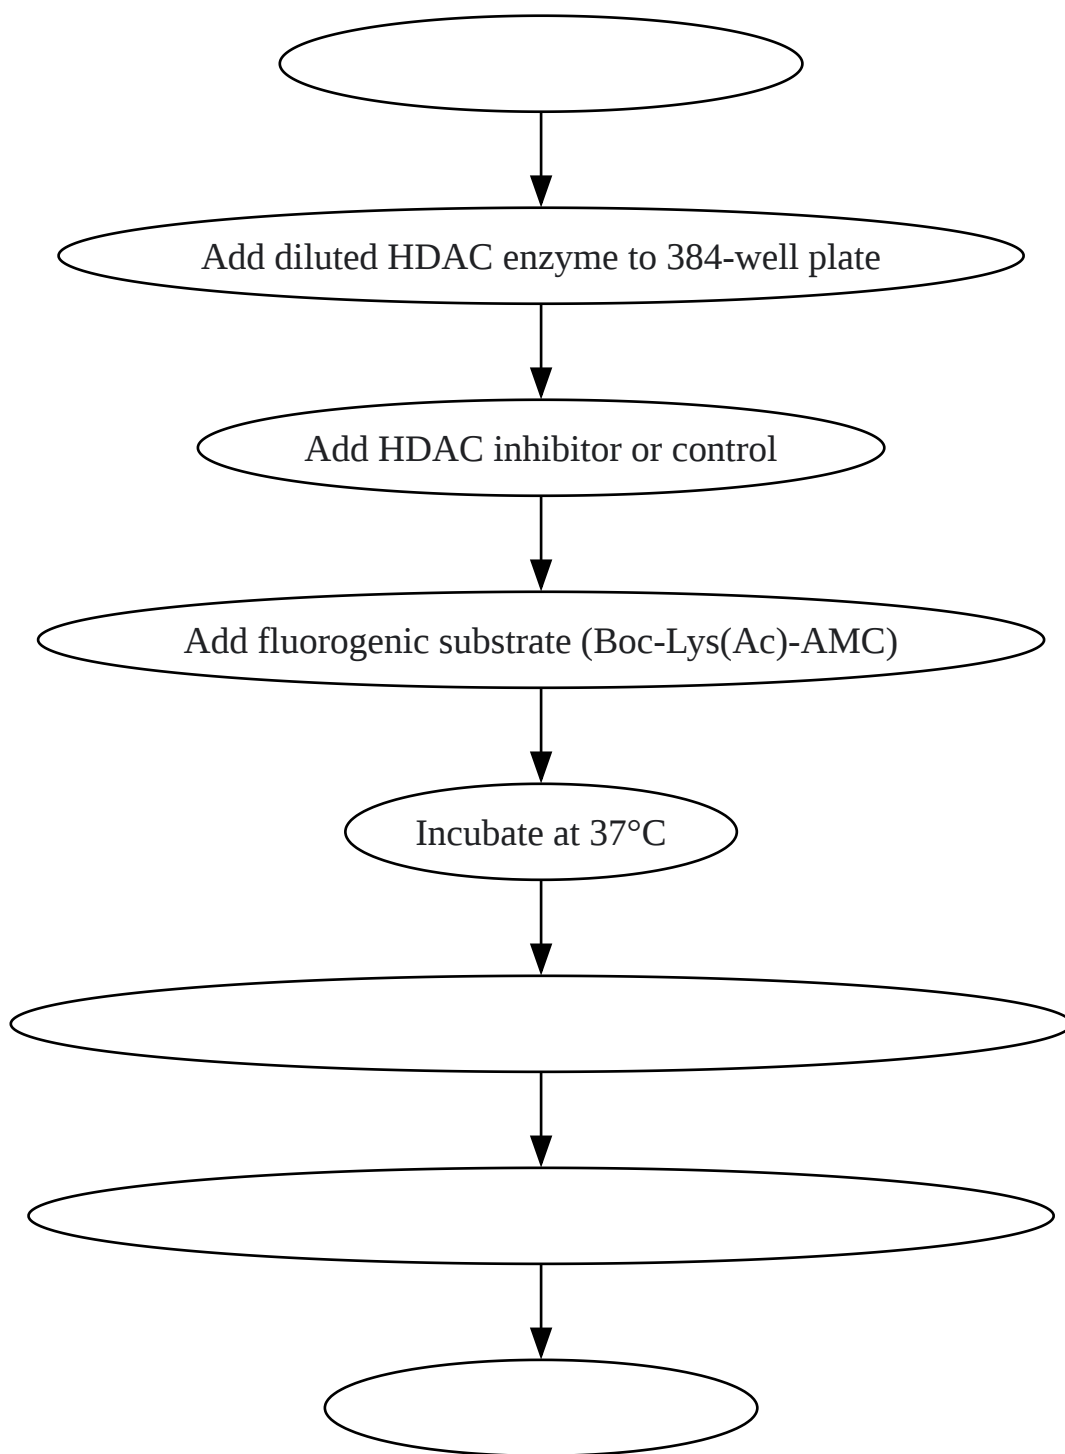 Add diluted HDAC enzyme to 384-well plate
Add HDAC inhibitor or control
Add fluorogenic substrate (Boc-Lys(Ac)-AMC)
Incubate at 37°C